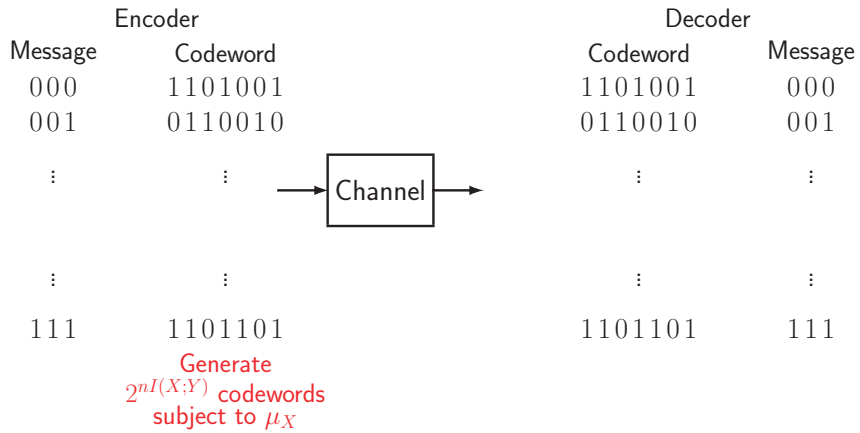 Encoder Decoder
Message Codeword Codeword Message
000 1101001 1101001 000
001 0110010 0110010 001
⋮ ⋮ ⋮ ⋮
Channel
⋮ ⋮ ⋮ ⋮
111 1101101 1101101 111
Generate
2^{nI(X;Y)} codewords
subject to μ_X